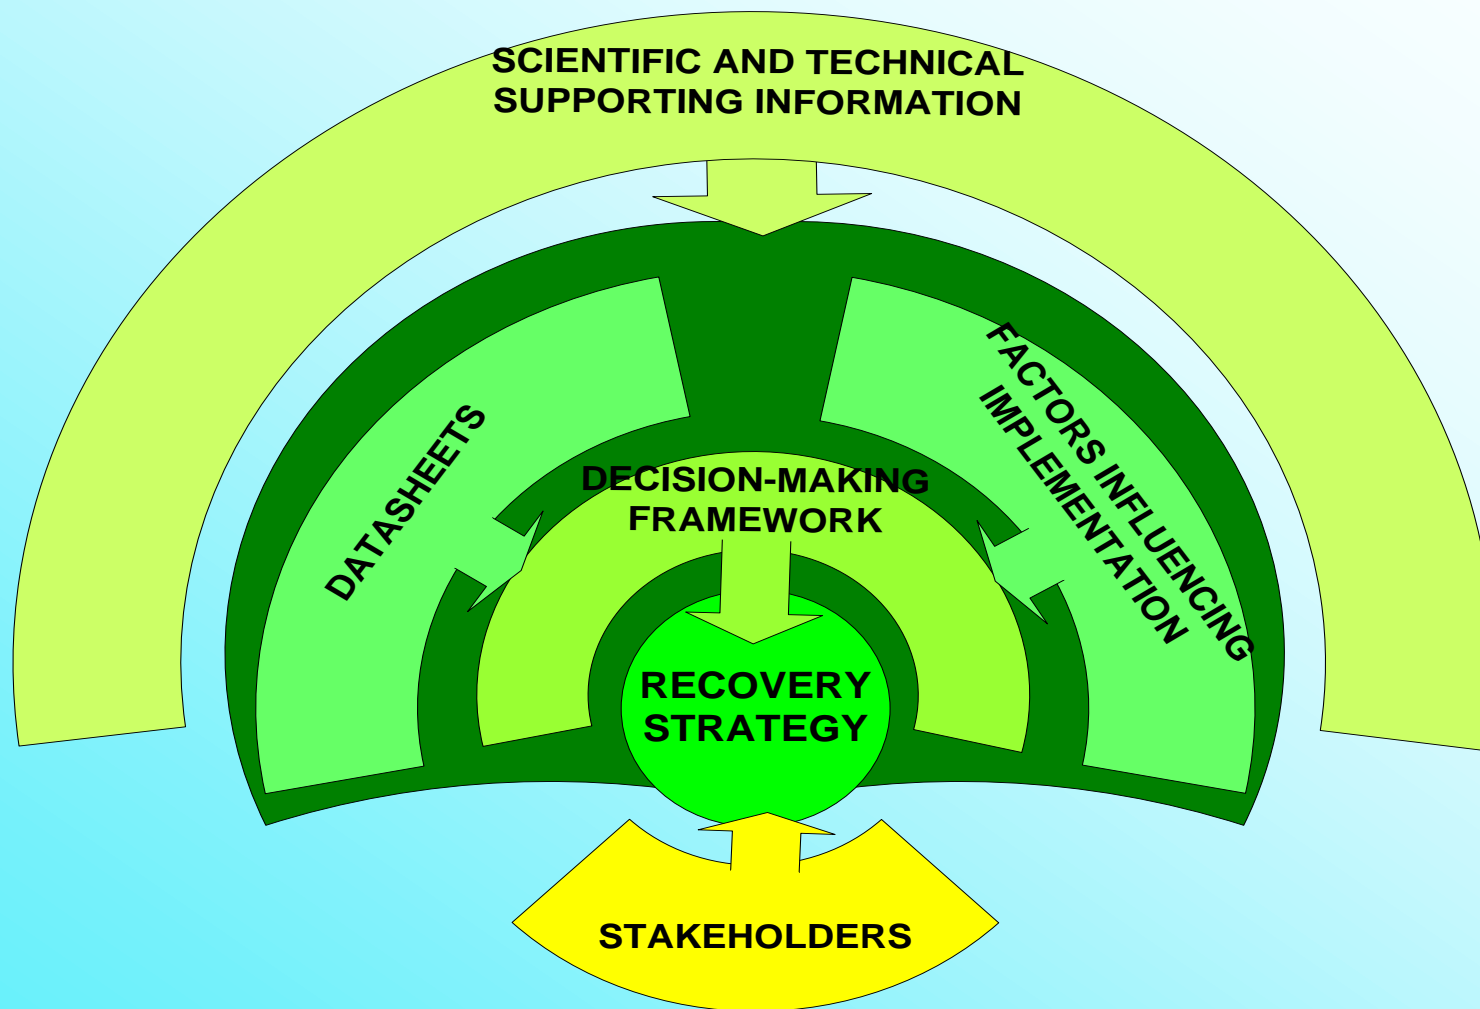 SCIENTIFIC AND TECHNICAL
SUPPORTING INFORMATION
DATASHEETS
FACTORS INFLUENCING
IMPLEMENTATION
DECISION-MAKING
FRAMEWORK
RECOVERY
STRATEGY
STAKEHOLDERS